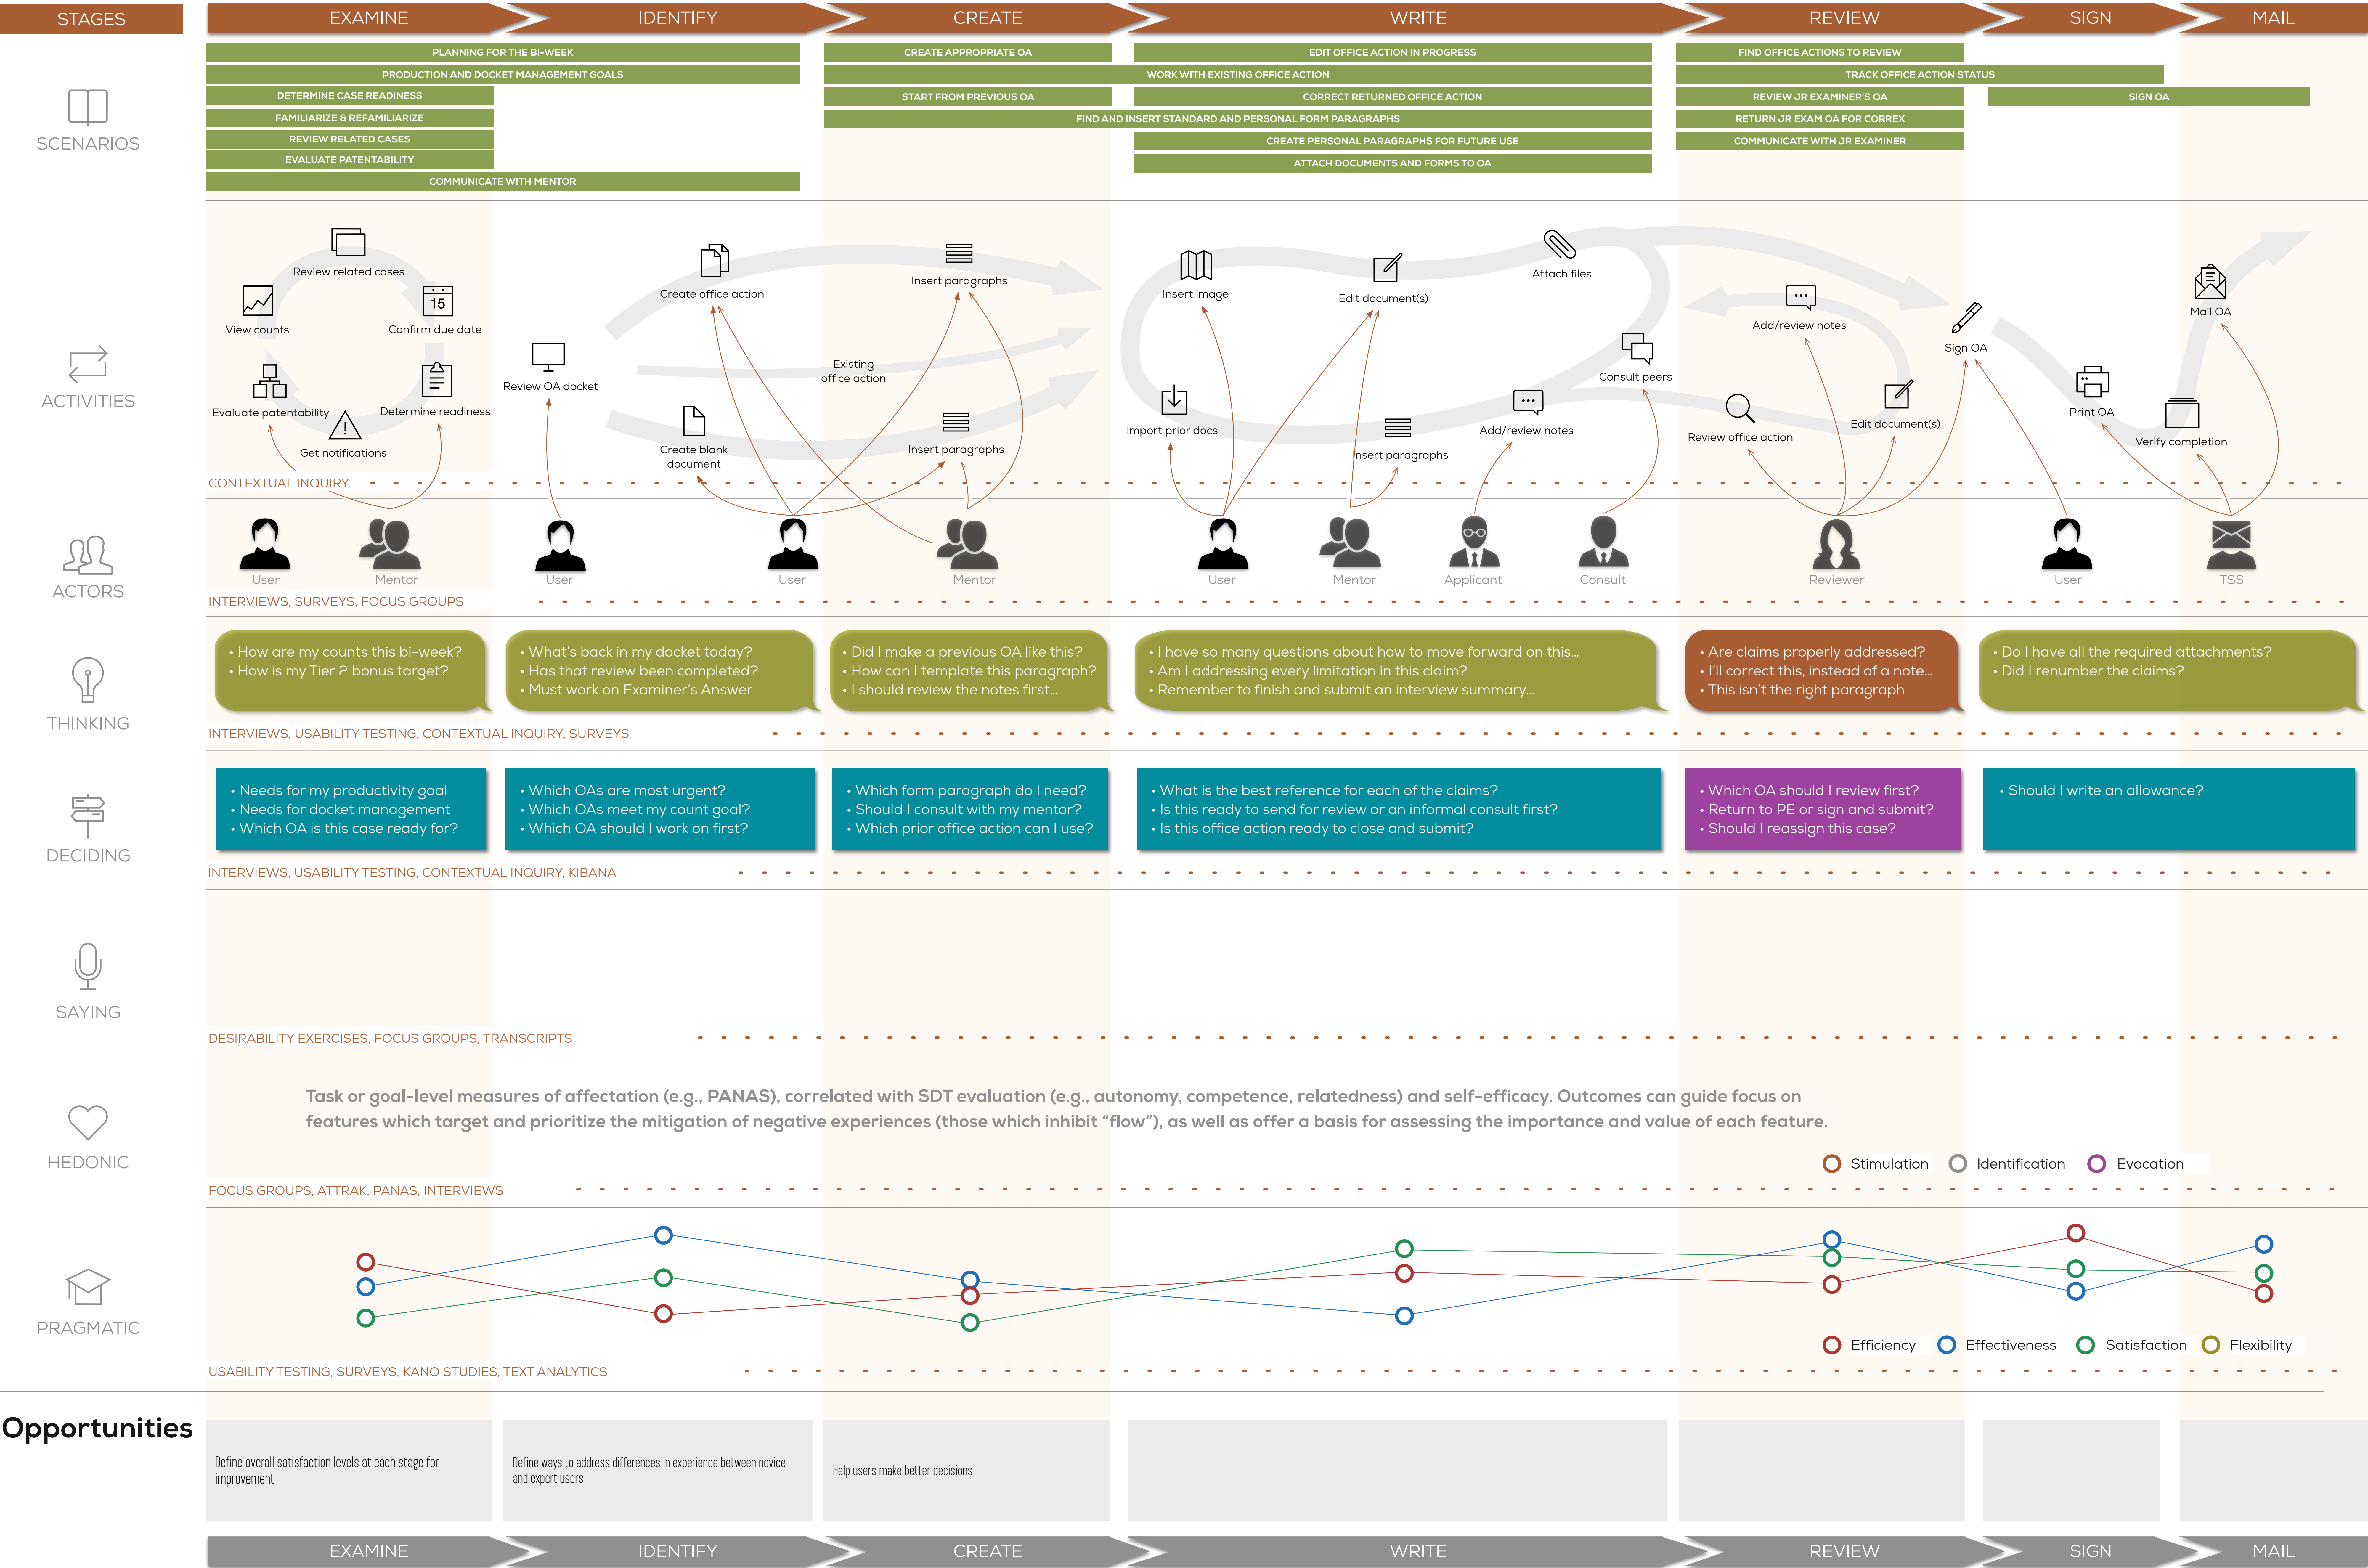 STAGES
EXAMINE
IDENTIFY
CREATE
WRITE
REVIEW
SIGN
MAIL
SCENARIOS
PLANNING FOR THE BI-WEEK
CREATE APPROPRIATE OA
EDIT OFFICE ACTION IN PROGRESS
FIND OFFICE ACTIONS TO REVIEW
PRODUCTION AND DOCKET MANAGEMENT GOALS
WORK WITH EXISTING OFFICE ACTION
TRACK OFFICE ACTION STATUS
DETERMINE CASE READINESS
START FROM PREVIOUS OA
CORRECT RETURNED OFFICE ACTION
REVIEW JR EXAMINER'S OA
SIGN OA
FAMILIARIZE & REFAMILIARIZE
FIND AND INSERT STANDARD AND PERSONAL FORM PARAGRAPHS
RETURN JR EXAM OA FOR CORREX
REVIEW RELATED CASES
CREATE PERSONAL PARAGRAPHS FOR FUTURE USE
COMMUNICATE WITH JR EXAMINER
EVALUATE PATENTABILITY
ATTACH DOCUMENTS AND FORMS TO OA
COMMUNICATE WITH MENTOR
ACTIVITIES
Review related cases
View counts
15
Confirm due date
Evaluate patentability
Determine readiness
Get notifications
Review OA docket
Create office action
Create blank
document
Existing
office action
Insert paragraphs
Insert paragraphs
Insert image
Edit document(s)
Attach files
Import prior docs
Insert paragraphs
Add/review notes
Consult peers
Add/review notes
Review office action
Edit document(s)
Sign OA
Print OA
Verify completion
Mail OA
CONTEXTUAL INQUIRY
ACTORS
User
Mentor
User
User
Mentor
User
Mentor
Applicant
Consult
Reviewer
User
TSS
INTERVIEWS, SURVEYS, FOCUS GROUPS
THINKING
• How are my counts this bi-week?
• How is my Tier 2 bonus target?
• What's back in my docket today?
• Has that review been completed?
• Must work on Examiner's Answer
• Did I make a previous OA like this?
• How can I template this paragraph?
• I should review the notes first...
• I have so many questions about how to move forward on this...
• Am I addressing every limitation in this claim?
• Remember to finish and submit an interview summary...
• Are claims properly addressed?
• I'll correct this, instead of a note...
• This isn't the right paragraph
• Do I have all the required attachments?
• Did I renumber the claims?
INTERVIEWS, USABILITY TESTING, CONTEXTUAL INQUIRY, SURVEYS
DECIDING
• Needs for my productivity goal
• Needs for docket management
• Which OA is this case ready for?
• Which OAs are most urgent?
• Which OAs meet my count goal?
• Which OA should I work on first?
• Which form paragraph do I need?
• Should I consult with my mentor?
• Which prior office action can I use?
• What is the best reference for each of the claims?
• Is this ready to send for review or an informal consult first?
• Is this office action ready to close and submit?
• Which OA should I review first?
• Return to PE or sign and submit?
• Should I reassign this case?
• Should I write an allowance?
INTERVIEWS, USABILITY TESTING, CONTEXTUAL INQUIRY, KIBANA
SAYING
DESIRABILITY EXERCISES, FOCUS GROUPS, TRANSCRIPTS
HEDONIC
Task or goal-level measures of affectation (e.g., PANAS), correlated with SDT evaluation (e.g., autonomy, competence, relatedness) and self-efficacy. Outcomes can guide focus on
features which target and prioritize the mitigation of negative experiences (those which inhibit “flow”), as well as offer a basis for assessing the importance and value of each feature.
Stimulation
Identification
Evocation
FOCUS GROUPS, ATTRAK, PANAS, INTERVIEWS
PRAGMATIC
Efficiency
Effectiveness
Satisfaction
Flexibility
USABILITY TESTING, SURVEYS, KANO STUDIES, TEXT ANALYTICS
Opportunities
Define overall satisfaction levels at each stage for
improvement
Define ways to address differences in experience between novice
and expert users
Help users make better decisions
EXAMINE
IDENTIFY
CREATE
WRITE
REVIEW
SIGN
MAIL